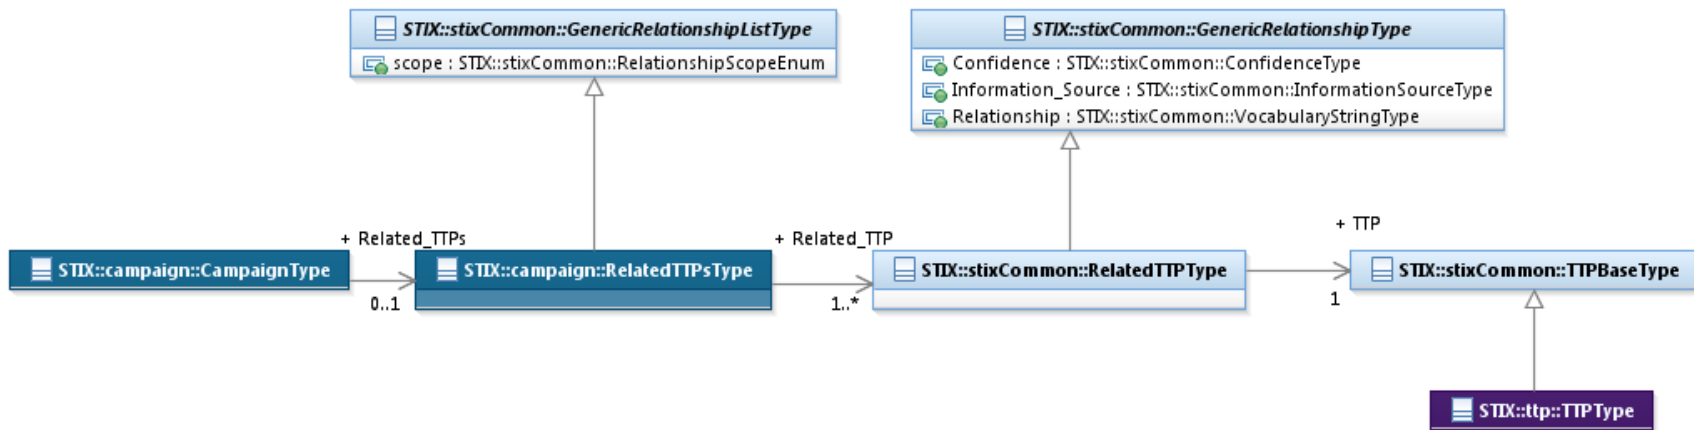 STIX::stixCommon::GenericRelationshipListType
scope : STIX::stixCommon::RelationshipScopeEnum
STIX::stixCommon::GenericRelationshipType
Confidence : STIX::stixCommon::ConfidenceType
Information_Source : STIX::stixCommon::InformationSourceType
Relationship : STIX::stixCommon::VocabularyStringType
+ Related_TTPs
+ Related_TTP
+ TTP
STIX::campaign::CampaignType
STIX::campaign::RelatedTTPsType
STIX::stixCommon::RelatedTTPType
STIX::stixCommon::TTPBaseType
0..1
1..*
1
STIX::ttp::TTPType